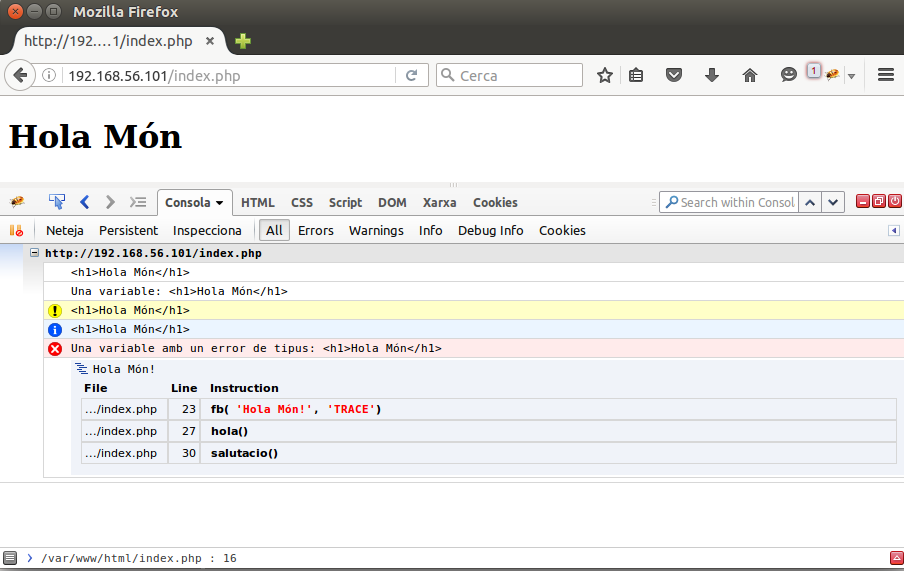 Mozilla Firefox
http://192....1/index.php
192.168.56.101/index.php
Cerca
1
Hola Món
Consola HTML CSS Script DOM Xarxa Cookies
Search within Consol
Neteja Persistent Inspecciona All Errors Warnings Info Debug Info Cookies
http://192.168.56.101/index.php
<h1>Hola Món</h1>
Una variable: <h1>Hola Món</h1>
<h1>Hola Món</h1>
<h1>Hola Món</h1>
Una variable amb un error de tipus: <h1>Hola Món</h1>
Hola Món!
File Line Instruction
.../index.php 23 fb( 'Hola Món!', 'TRACE')
.../index.php 27 hola()
.../index.php 30 salutacio()
/var/www/html/index.php : 16